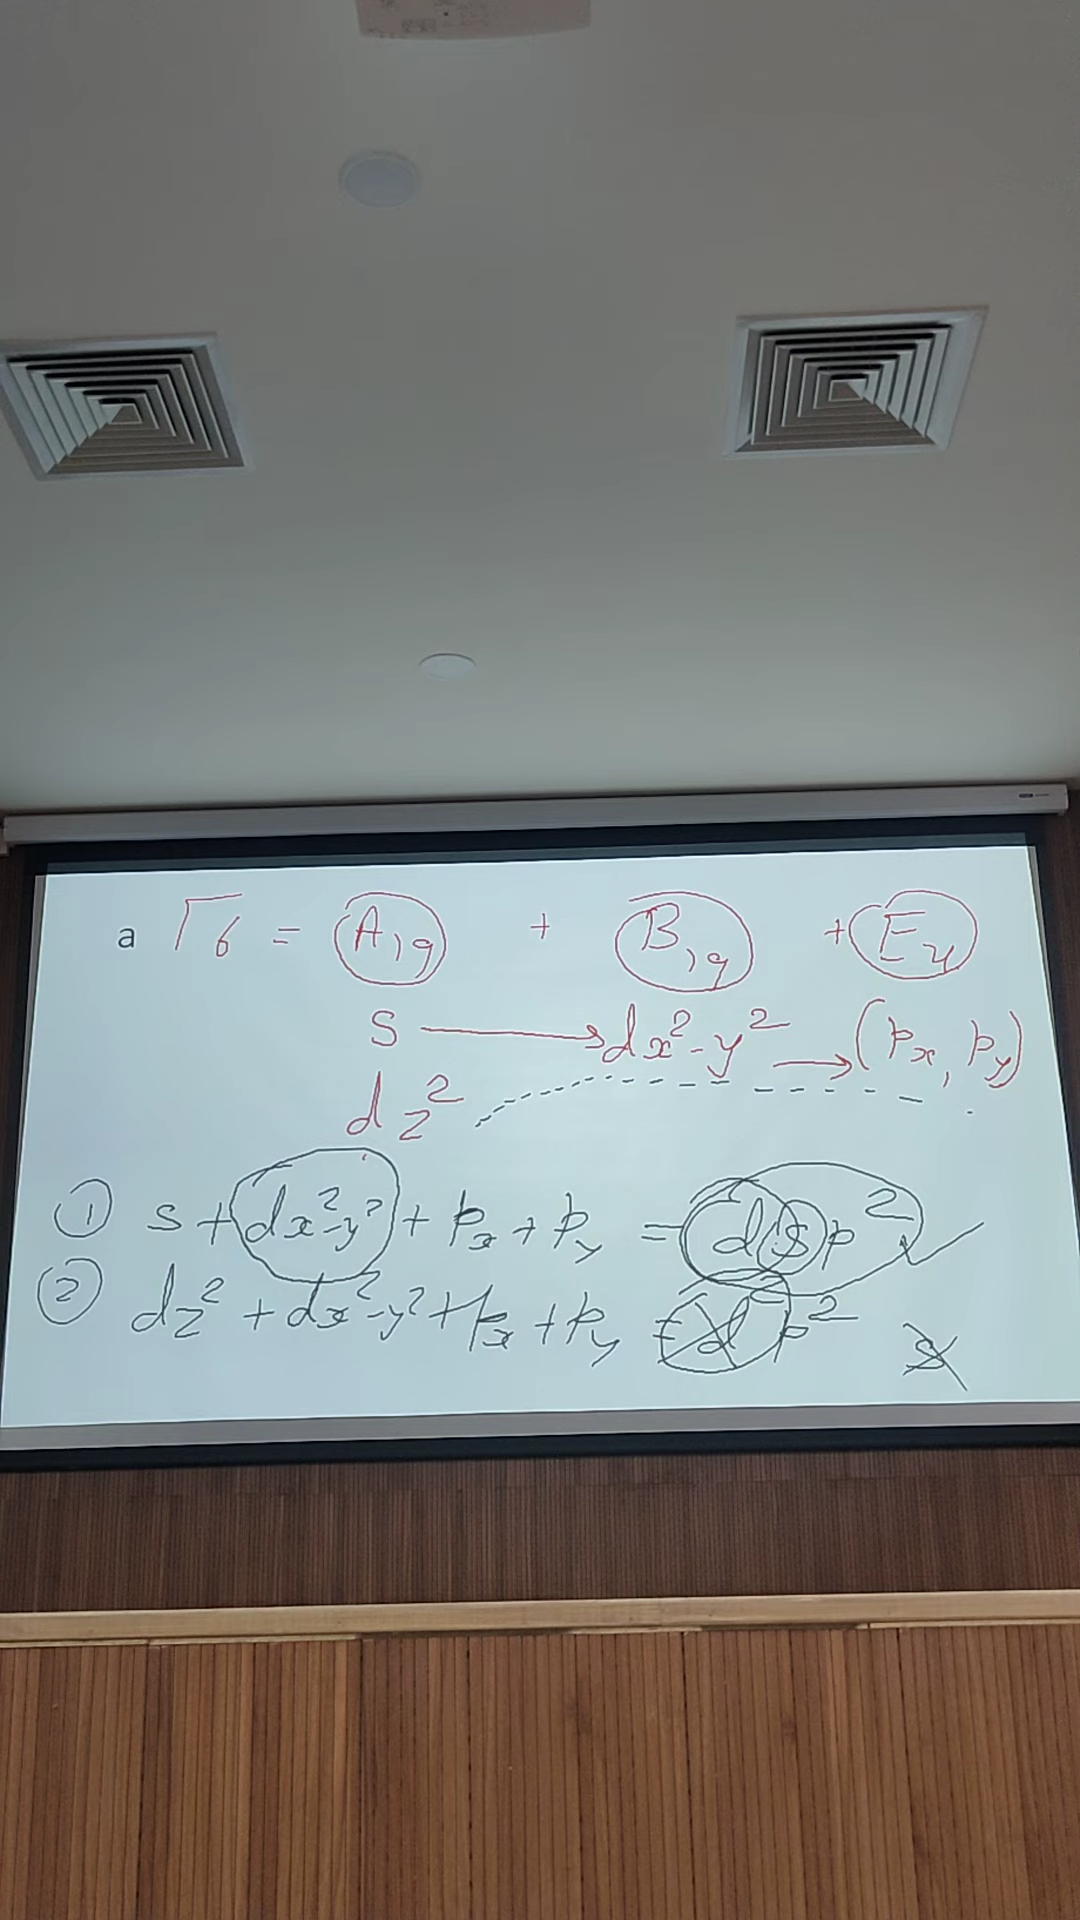 a Γб = A1g + B1g + Eu
s → dx²-y² → (px, py)
dz²
① s + dx²-y² + px + py = dsp² ✓
② dz² + dx²-y² + px + py = d²p²
s